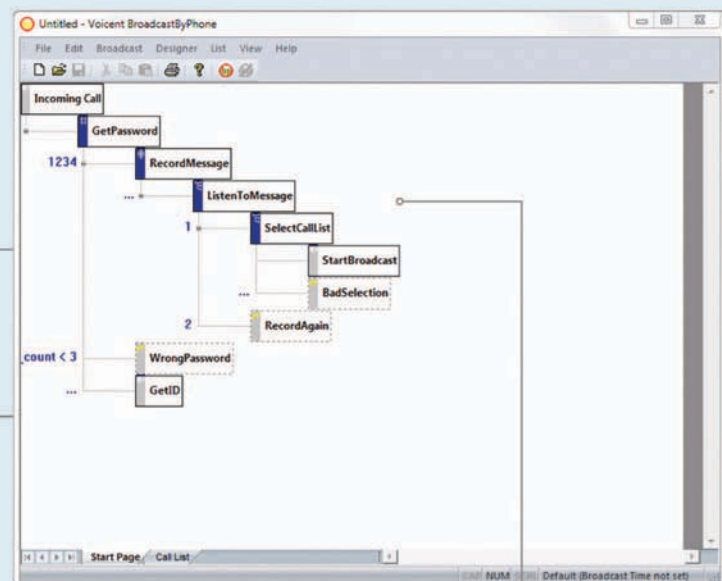 Untitled - Voicent BroadcastByPhone
File Edit Broadcast Designer List View Help
Incoming Call
GetPassword
1234 RecordMessage
... ListenToMessage
1 SelectCallList
StartBroadcast
... BadSelection
2 RecordAgain
_count < 3 WrongPassword
... GetID
Start Page Call List
NUM Default (Broadcast Time not set)